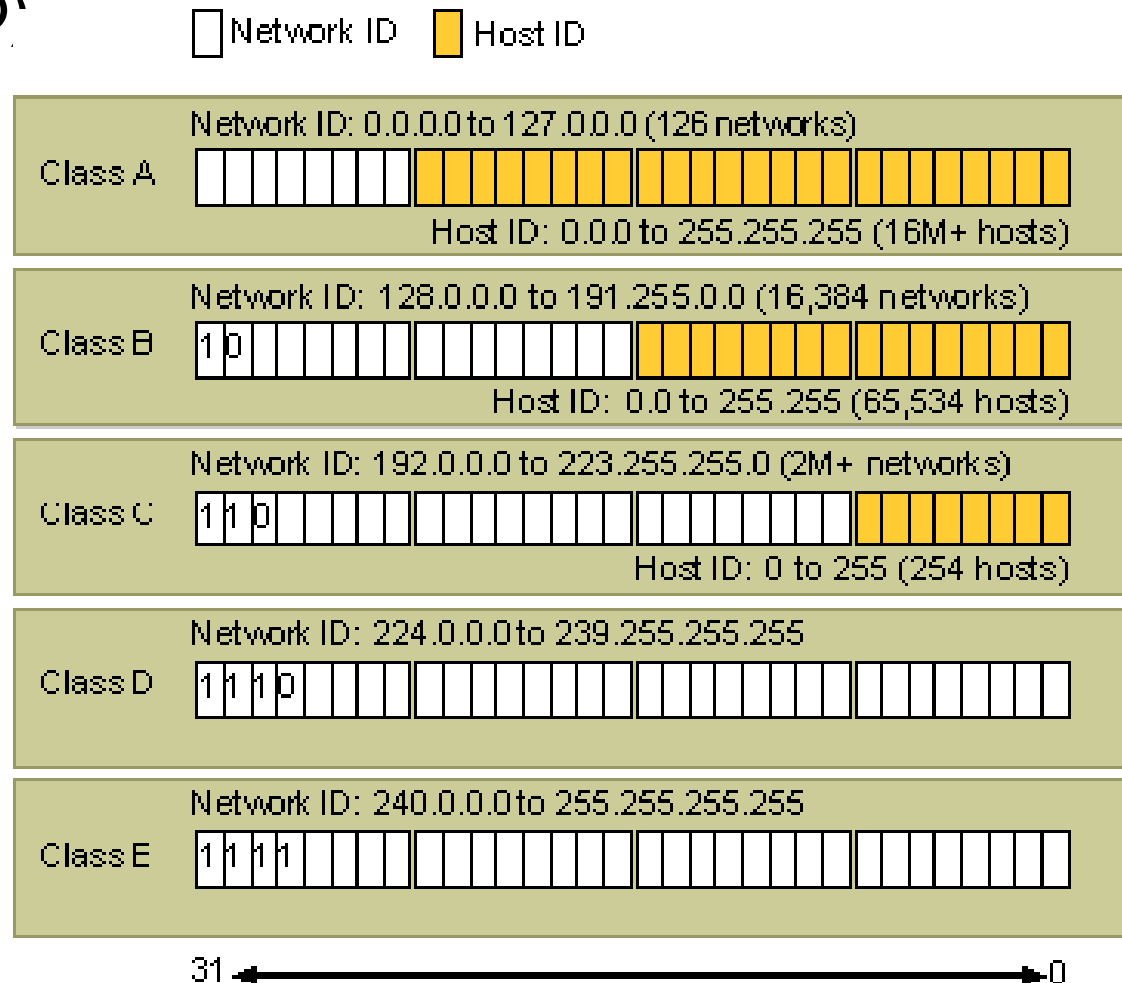 Network ID Host ID
Network ID: 0.0.0.0 to 127.0.0.0 (126 networks)
Class A
Host ID: 0.0.0 to 255.255.255 (16M+ hosts)
Network ID: 128.0.0.0 to 191.255.0.0 (16,384 networks)
Class B
1 0
Host ID: 0.0 to 255.255 (65,534 hosts)
Network ID: 192.0.0.0 to 223.255.255.0 (2M+ networks)
Class C
1 1 0
Host ID: 0 to 255 (254 hosts)
Network ID: 224.0.0.0 to 239.255.255.255
Class D
1 1 1 0
Network ID: 240.0.0.0 to 255.255.255.255
Class E
1 1 1 1
31 0